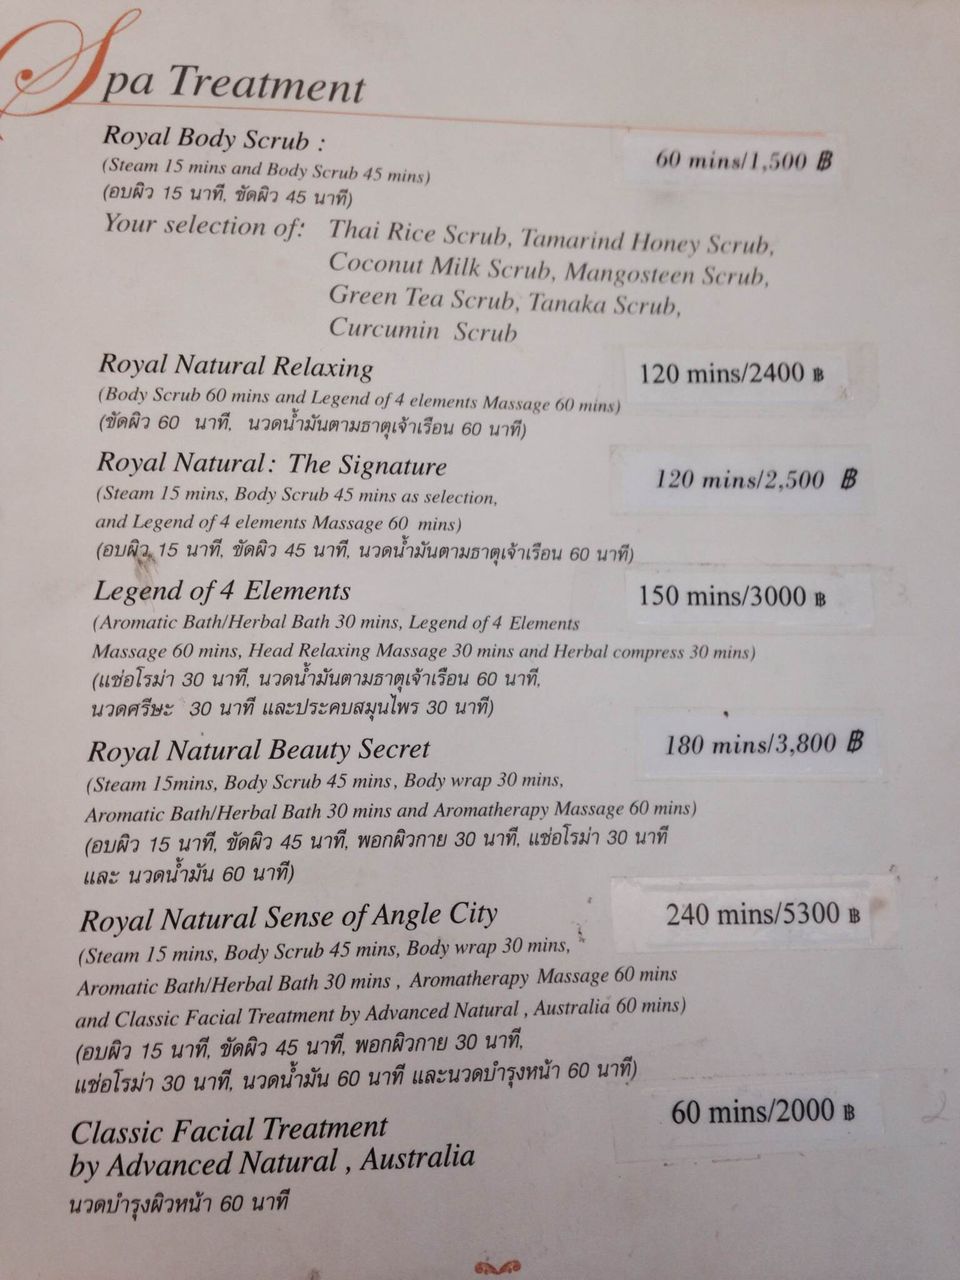 Spa Treatment
Royal Body Scrub :
60 mins/1,500 ฿
(Steam 15 mins and Body Scrub 45 mins)
(อบผิว 15 นาที, ขัดผิว 45 นาที)
Your selection of: Thai Rice Scrub, Tamarind Honey Scrub,
Coconut Milk Scrub, Mangosteen Scrub,
Green Tea Scrub, Tanaka Scrub,
Curcumin Scrub
Royal Natural Relaxing
120 mins/2400 ฿
(Body Scrub 60 mins and Legend of 4 elements Massage 60 mins)
(ขัดผิว 60 นาที, นวดน้ำมันตามธาตุเจ้าเรือน 60 นาที)
Royal Natural: The Signature
120 mins/2,500 ฿
(Steam 15 mins, Body Scrub 45 mins as selection,
and Legend of 4 elements Massage 60 mins)
(อบผิว 15 นาที, ขัดผิว 45 นาที, นวดน้ำมันตามธาตุเจ้าเรือน 60 นาที)
Legend of 4 Elements
150 mins/3000 ฿
(Aromatic Bath/Herbal Bath 30 mins, Legend of 4 Elements
Massage 60 mins, Head Relaxing Massage 30 mins and Herbal compress 30 mins)
(แช่อโรม่า 30 นาที, นวดน้ำมันตามธาตุเจ้าเรือน 60 นาที,
นวดศรีษะ 30 นาที และประคบสมุนไพร 30 นาที)
Royal Natural Beauty Secret
180 mins/3,800 ฿
(Steam 15mins, Body Scrub 45 mins, Body wrap 30 mins,
Aromatic Bath/Herbal Bath 30 mins and Aromatherapy Massage 60 mins)
(อบผิว 15 นาที, ขัดผิว 45 นาที, พอกผิวกาย 30 นาที, แช่อโรม่า 30 นาที
และ นวดน้ำมัน 60 นาที)
Royal Natural Sense of Angle City
240 mins/5300 ฿
(Steam 15 mins, Body Scrub 45 mins, Body wrap 30 mins,
Aromatic Bath/Herbal Bath 30 mins , Aromatherapy Massage 60 mins
and Classic Facial Treatment by Advanced Natural , Australia 60 mins)
(อบผิว 15 นาที, ขัดผิว 45 นาที, พอกผิวกาย 30 นาที,
แช่อโรม่า 30 นาที, นวดน้ำมัน 60 นาที และนวดบำรุงหน้า 60 นาที)
Classic Facial Treatment
60 mins/2000 ฿
by Advanced Natural , Australia
นวดบำรุงผิวหน้า 60 นาที